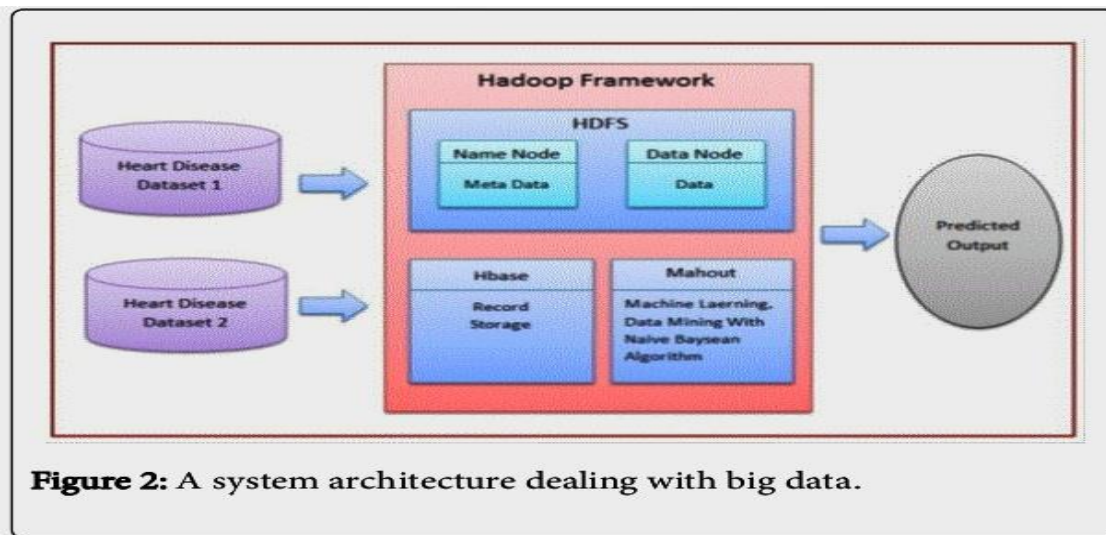 Hadoop Framework
HDFS
Name Node
Meta Data
Data Node
Data
Heart Disease
Dataset 1
Heart Disease
Dataset 2
Hbase
Record
Storage
Mahout
Machine Laerning,
Data Mining With
Naive Baysean
Algorithm
Predicted
Output
Figure 2: A system architecture dealing with big data.